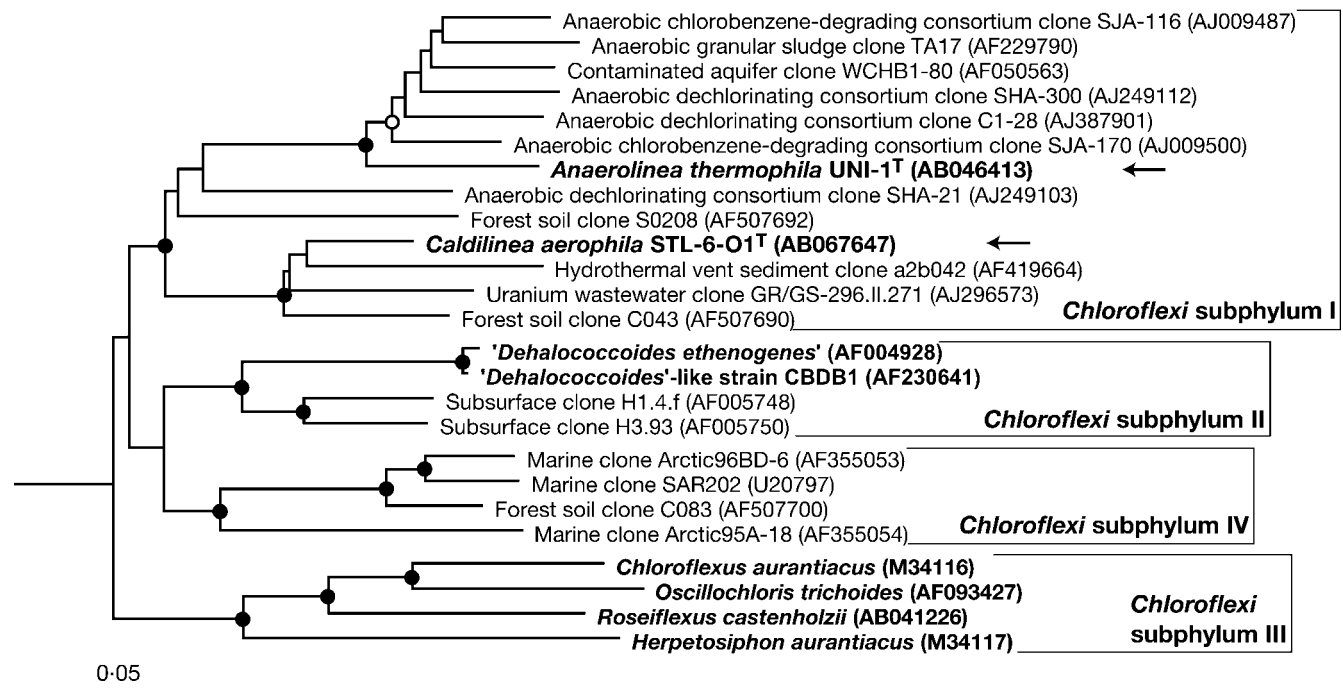 Anaerobic chlorobenzene-degrading consortium clone SJA-116 (AJ009487)
Anaerobic granular sludge clone TA17 (AF229790)
Contaminated aquifer clone WCHB1-80 (AF050563)
Anaerobic dechlorinating consortium clone SHA-300 (AJ249112)
Anaerobic dechlorinating consortium clone C1-28 (AJ387901)
Anaerobic chlorobenzene-degrading consortium clone SJA-170 (AJ009500)
Anaerolinea thermophila UNI-1ᵀ (AB046413)
Anaerobic dechlorinating consortium clone SHA-21 (AJ249103)
Forest soil clone S0208 (AF507692)
Caldilinea aerophila STL-6-O1ᵀ (AB067647)
Hydrothermal vent sediment clone a2b042 (AF419664)
Uranium wastewater clone GR/GS-296.II.271 (AJ296573)
Forest soil clone C043 (AF507690)
Chloroflexi subphylum I
'Dehalococcoides ethenogenes' (AF004928)
'Dehalococcoides'-like strain CBDB1 (AF230641)
Subsurface clone H1.4.f (AF005748)
Subsurface clone H3.93 (AF005750)
Chloroflexi subphylum II
Marine clone Arctic96BD-6 (AF355053)
Marine clone SAR202 (U20797)
Forest soil clone C083 (AF507700)
Marine clone Arctic95A-18 (AF355054)
Chloroflexi subphylum IV
Chloroflexus aurantiacus (M34116)
Oscillochloris trichoides (AF093427)
Roseiflexus castenholzii (AB041226)
Herpetosiphon aurantiacus (M34117)
Chloroflexi
subphylum III
0·05